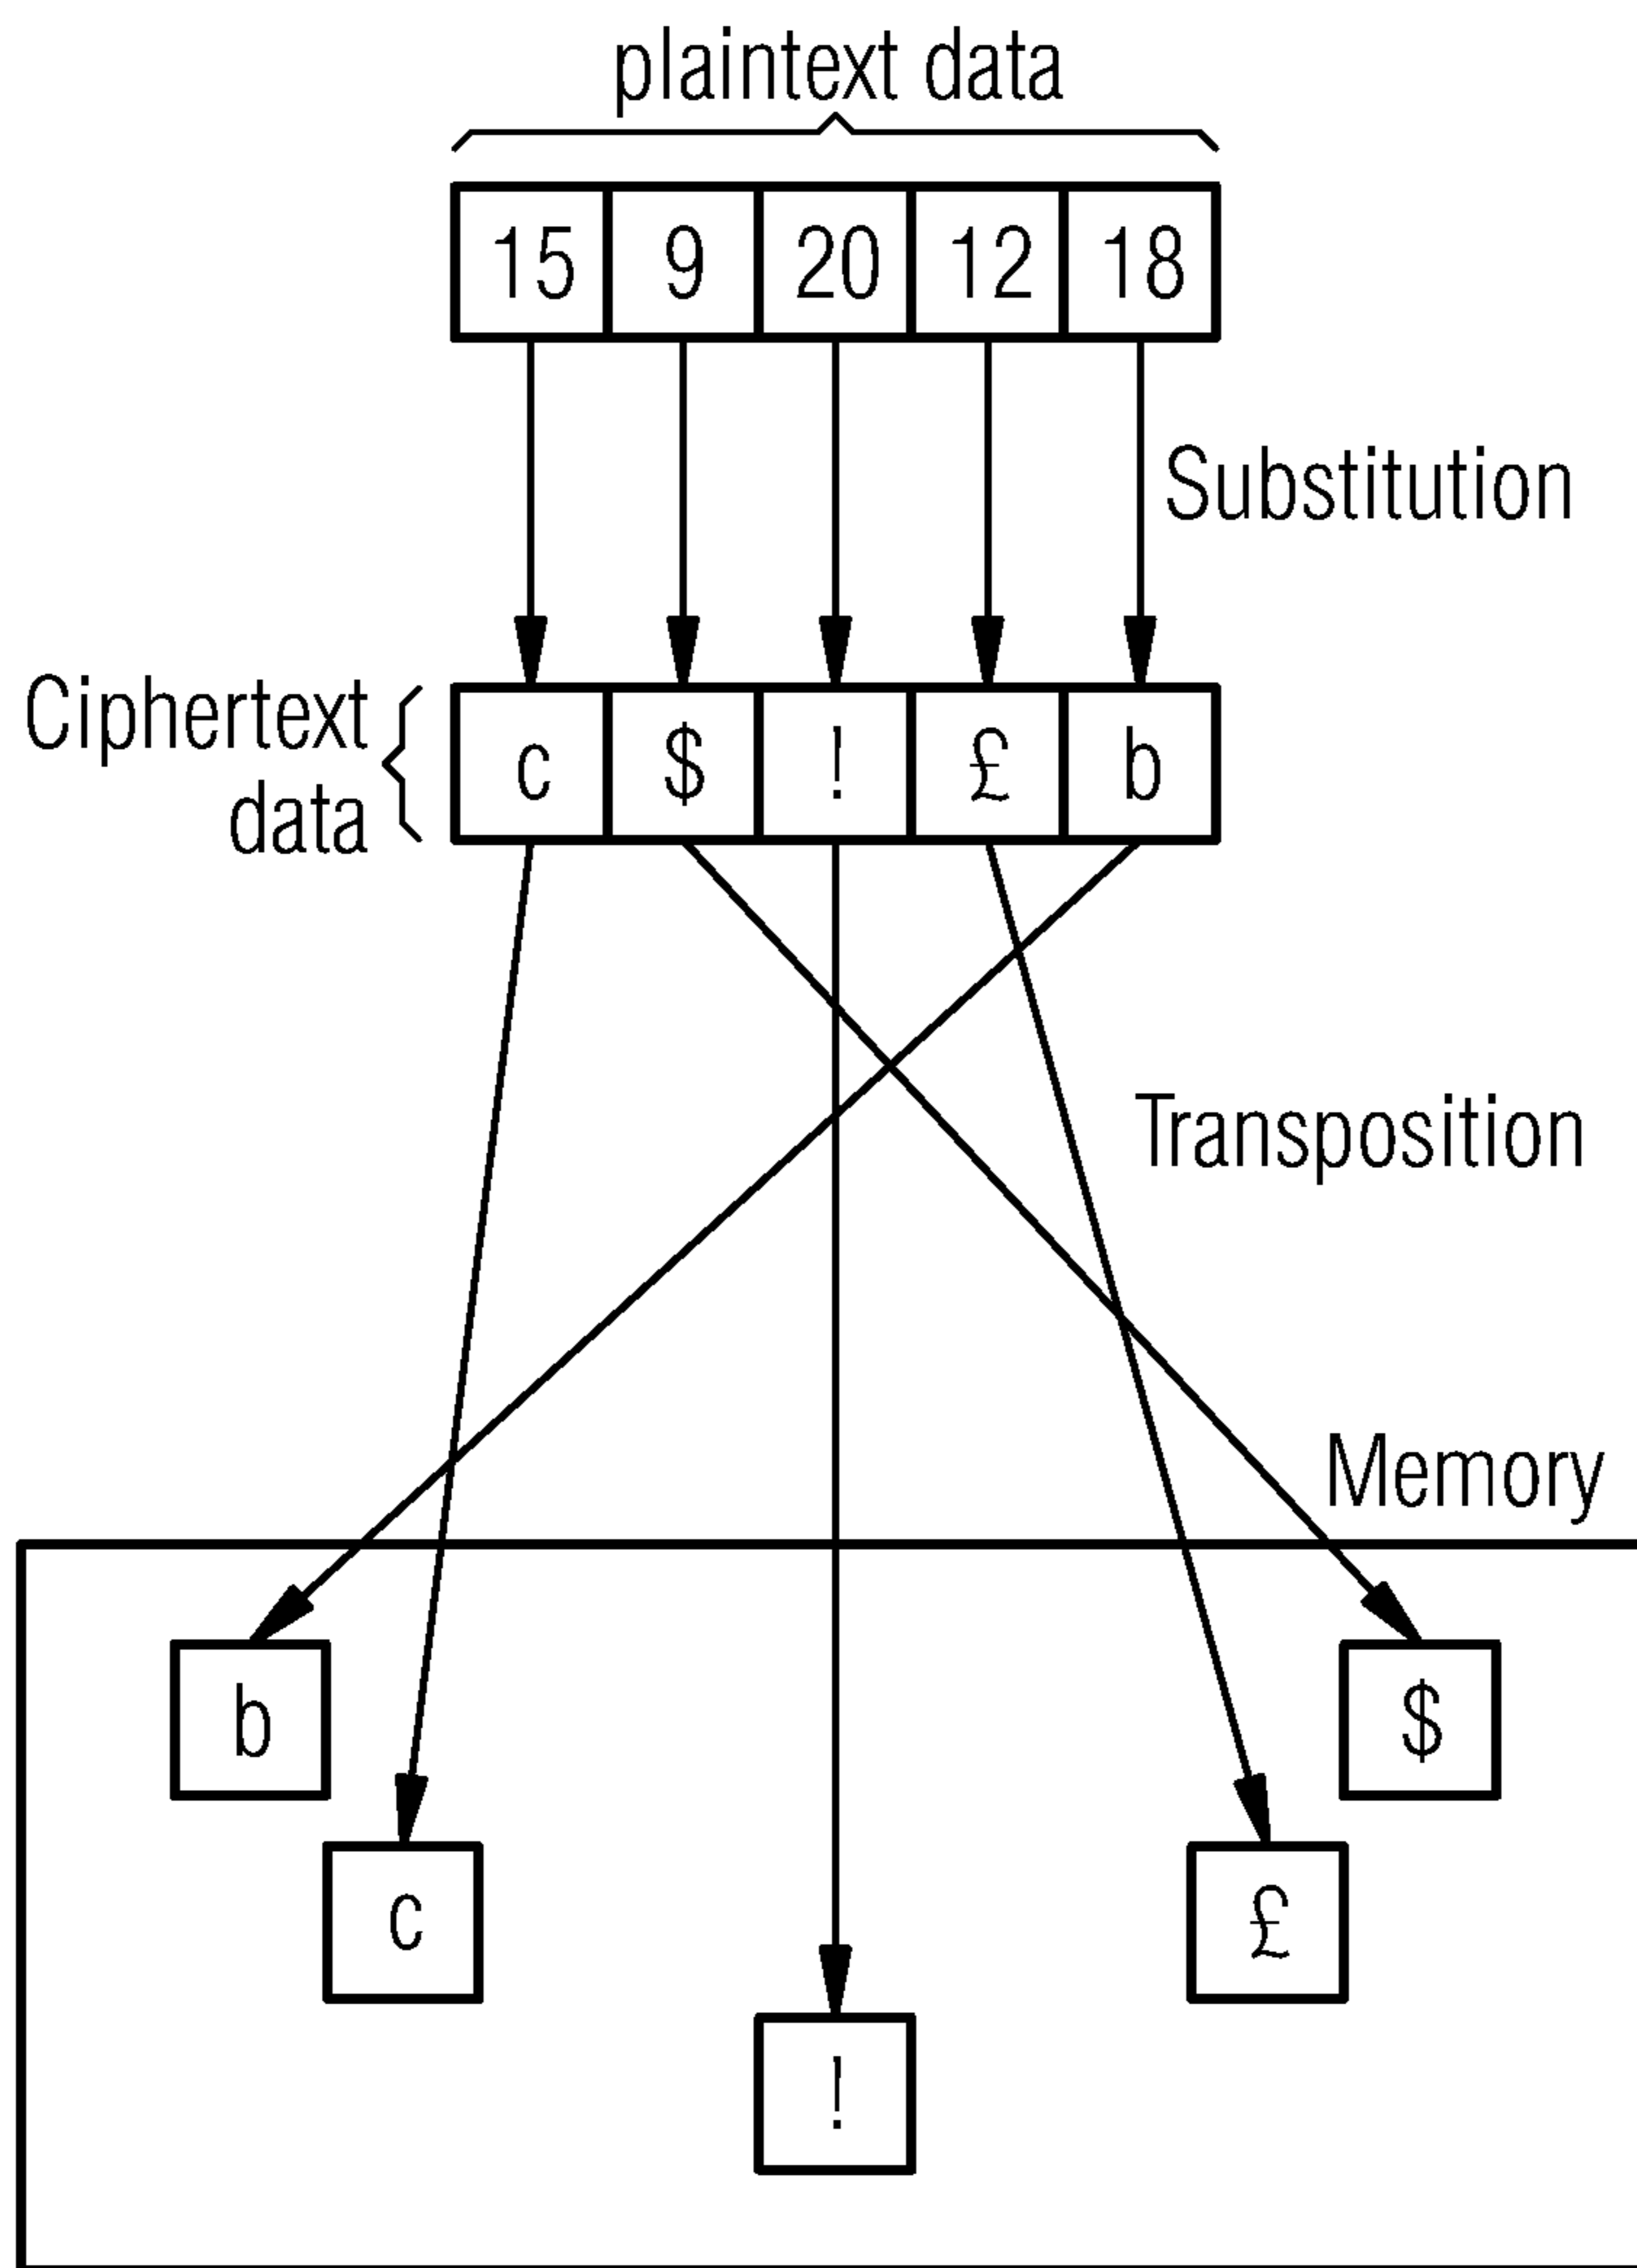 plaintext data
15 9 20 12 18
Substitution
Ciphertext
data
c $ ! £ b
Transposition
Memory
b
$
c
£
!